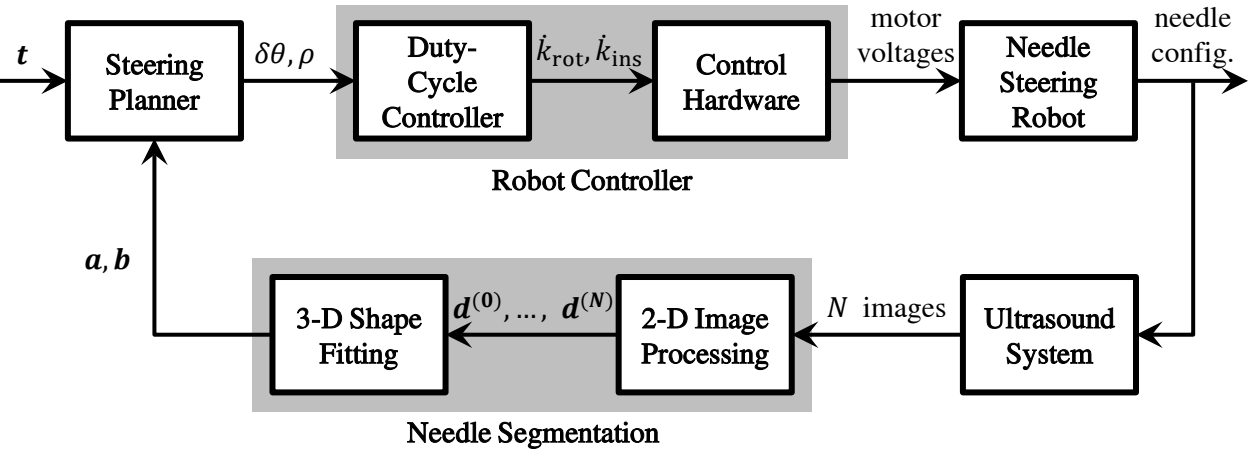 t
Steering
Planner
δθ, ρ
Duty-
Cycle
Controller
k̇rot, k̇ins
Control
Hardware
motor
voltages
Needle
Steering
Robot
needle
config.
Robot Controller
a, b
3-D Shape
Fitting
d(0), …, d(N)
2-D Image
Processing
N images
Ultrasound
System
Needle Segmentation